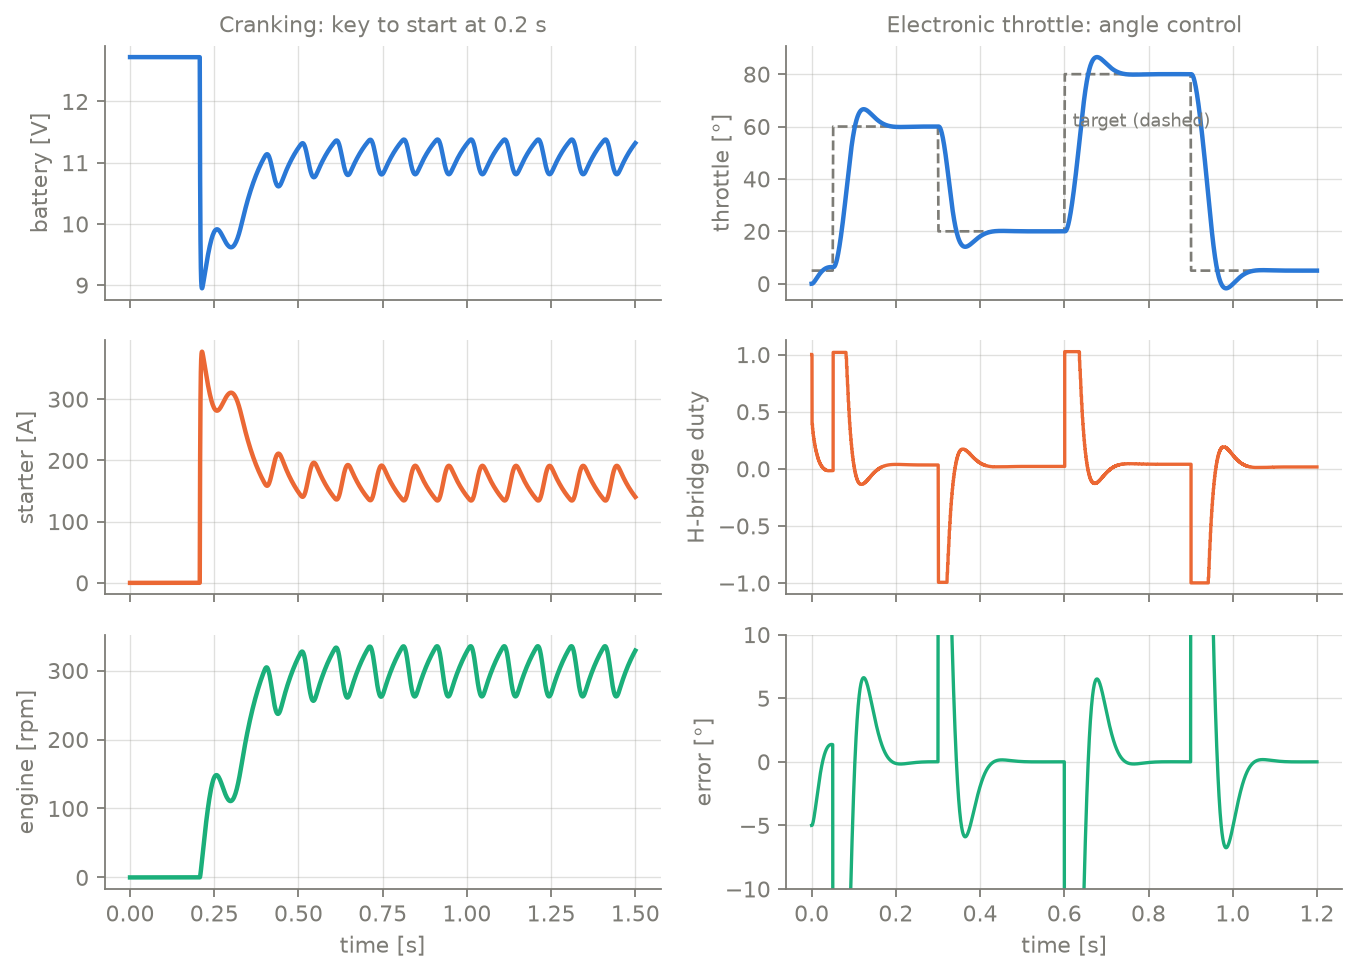 Cranking: key to start at 0.2 s
battery [V]
12
11
10
9
starter [A]
300
200
100
0
engine [rpm]
300
200
100
0
0.00 0.25 0.50 0.75 1.00 1.25 1.50
time [s]
Electronic throttle: angle control
throttle [°]
80
60
40
20
0
target (dashed)
H-bridge duty
1.0
0.5
0.0
−0.5
−1.0
error [°]
10
5
0
−5
−10
0.0 0.2 0.4 0.6 0.8 1.0 1.2
time [s]